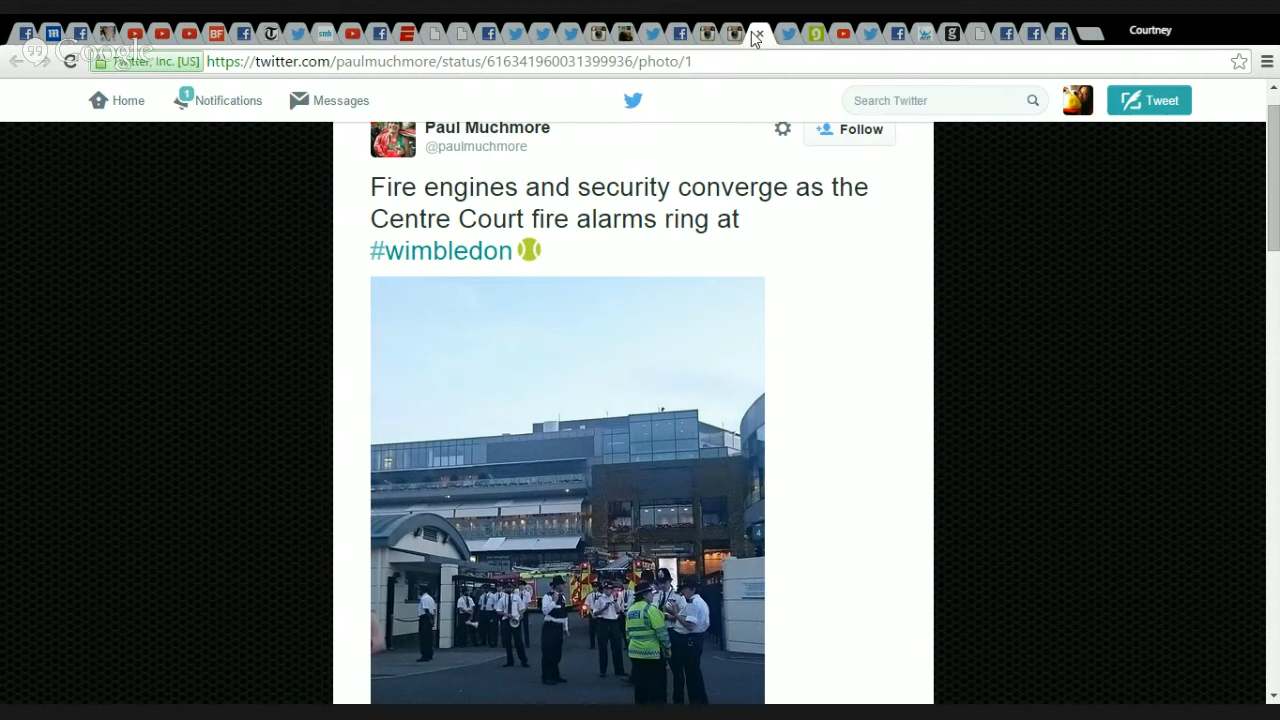 Courtney
Google
Twitter, Inc. [US] https://twitter.com/paulmuchmore/status/616341960031399936/photo/1
Home
1
Notifications
Messages
Search Twitter
Tweet
Paul Muchmore
@paulmuchmore
Follow
Fire engines and security converge as the
Centre Court fire alarms ring at
#wimbledon